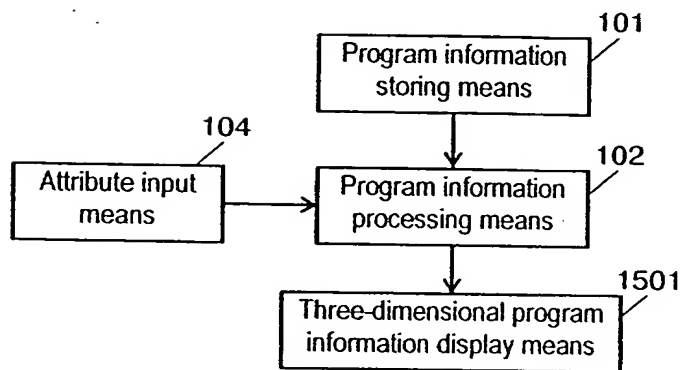 101
Program information
storing means
104
Attribute input
means
102
Program information
processing means
1501
Three-dimensional program
information display means